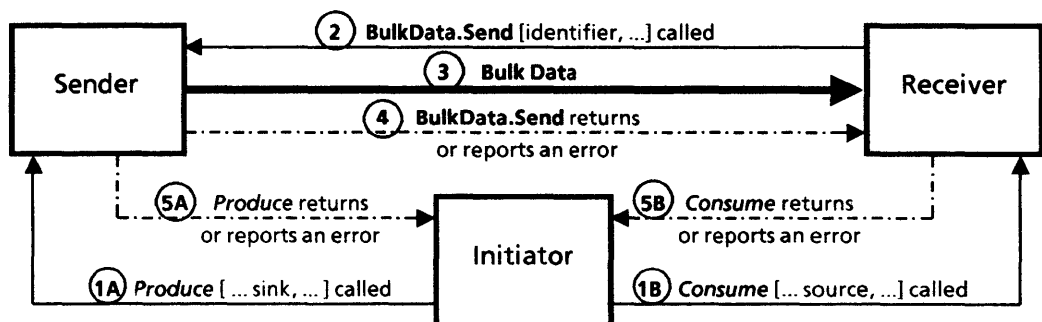 2 BulkData.Send [identifier, ...] called
3 Bulk Data
Sender
Receiver
4 BulkData.Send returns
or reports an error
5A Produce returns
or reports an error
5B Consume returns
or reports an error
Initiator
1A Produce [ ... sink, ... ] called
1B Consume [... source, ...] called